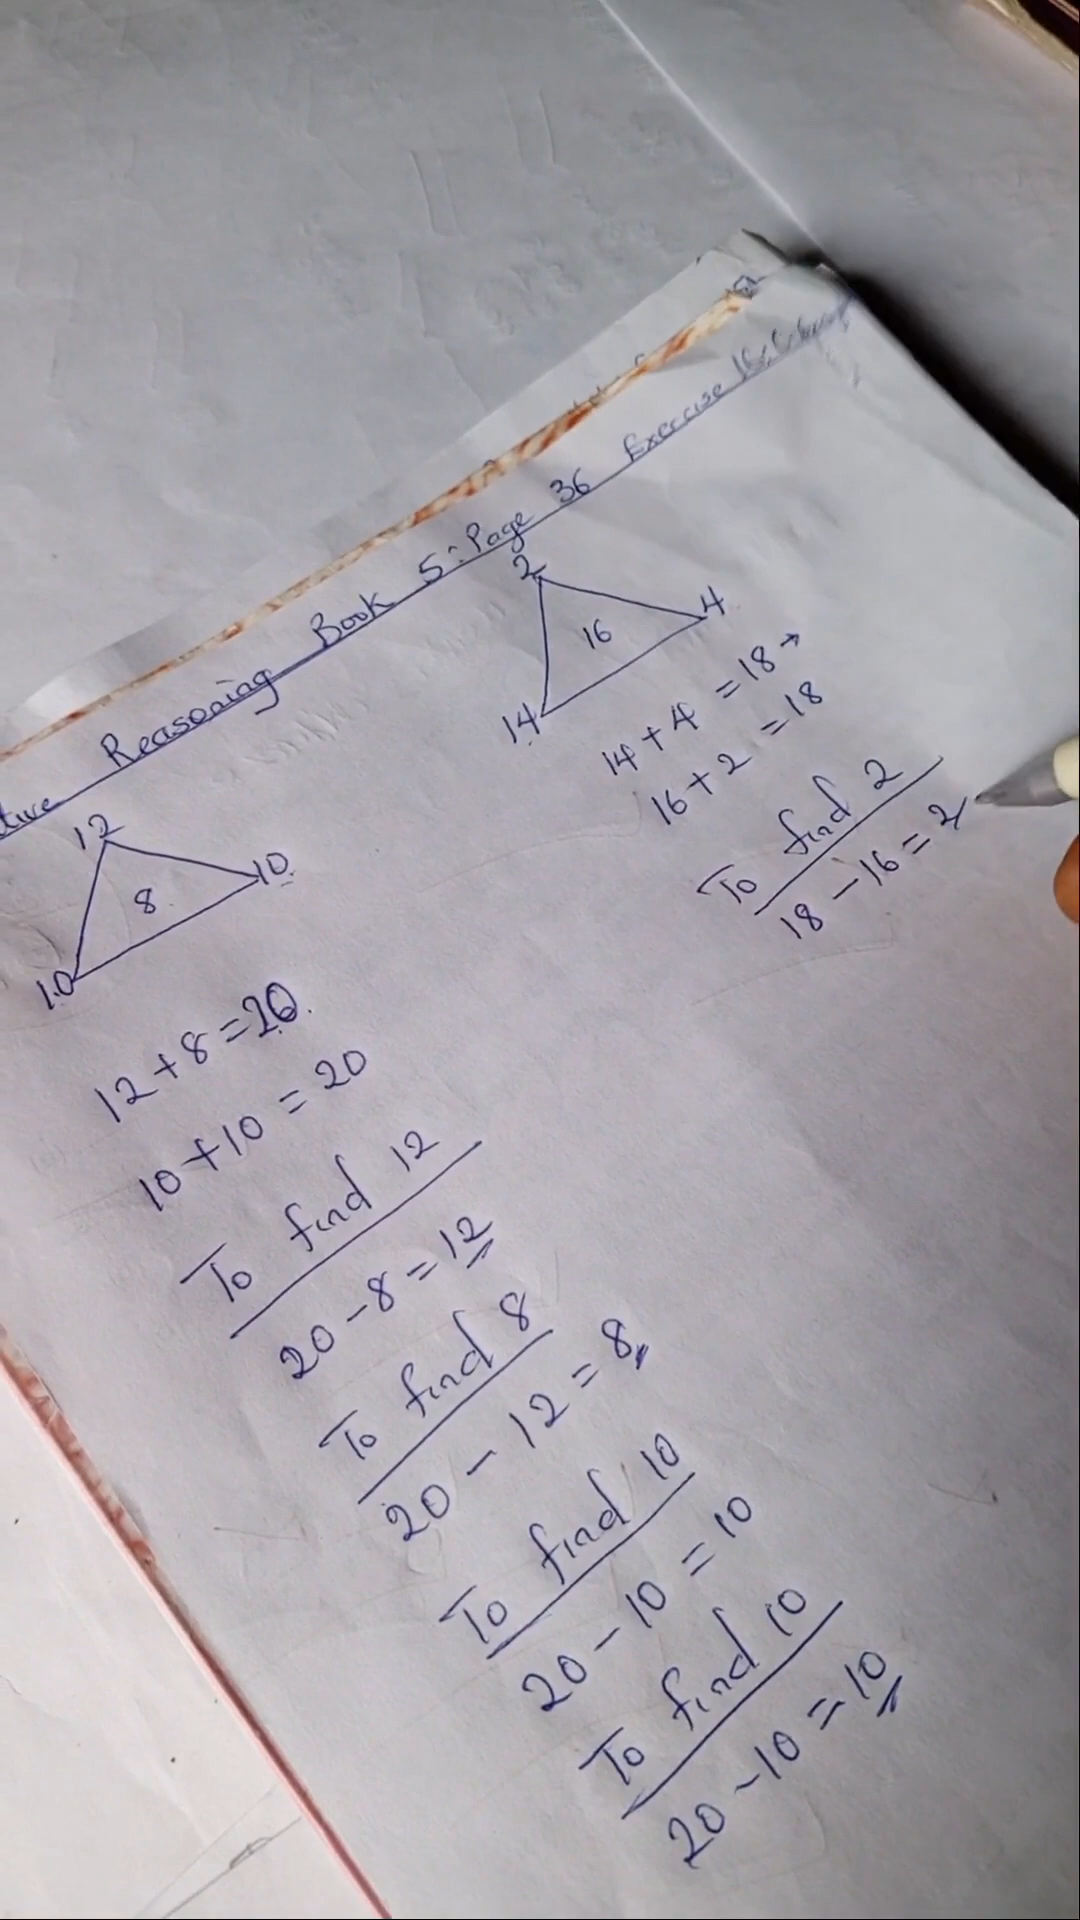 Reasoning Book 5: Page 36 Exercise
12
10
8
10
12+8=20
10+10=20
To find 12
20-8=12
To find 8
20-12=8
To find 10
20-10=10
To find 10
20-10=10
2
4
16
14
14+4=18
16+2=18
To find 2
18-16=2